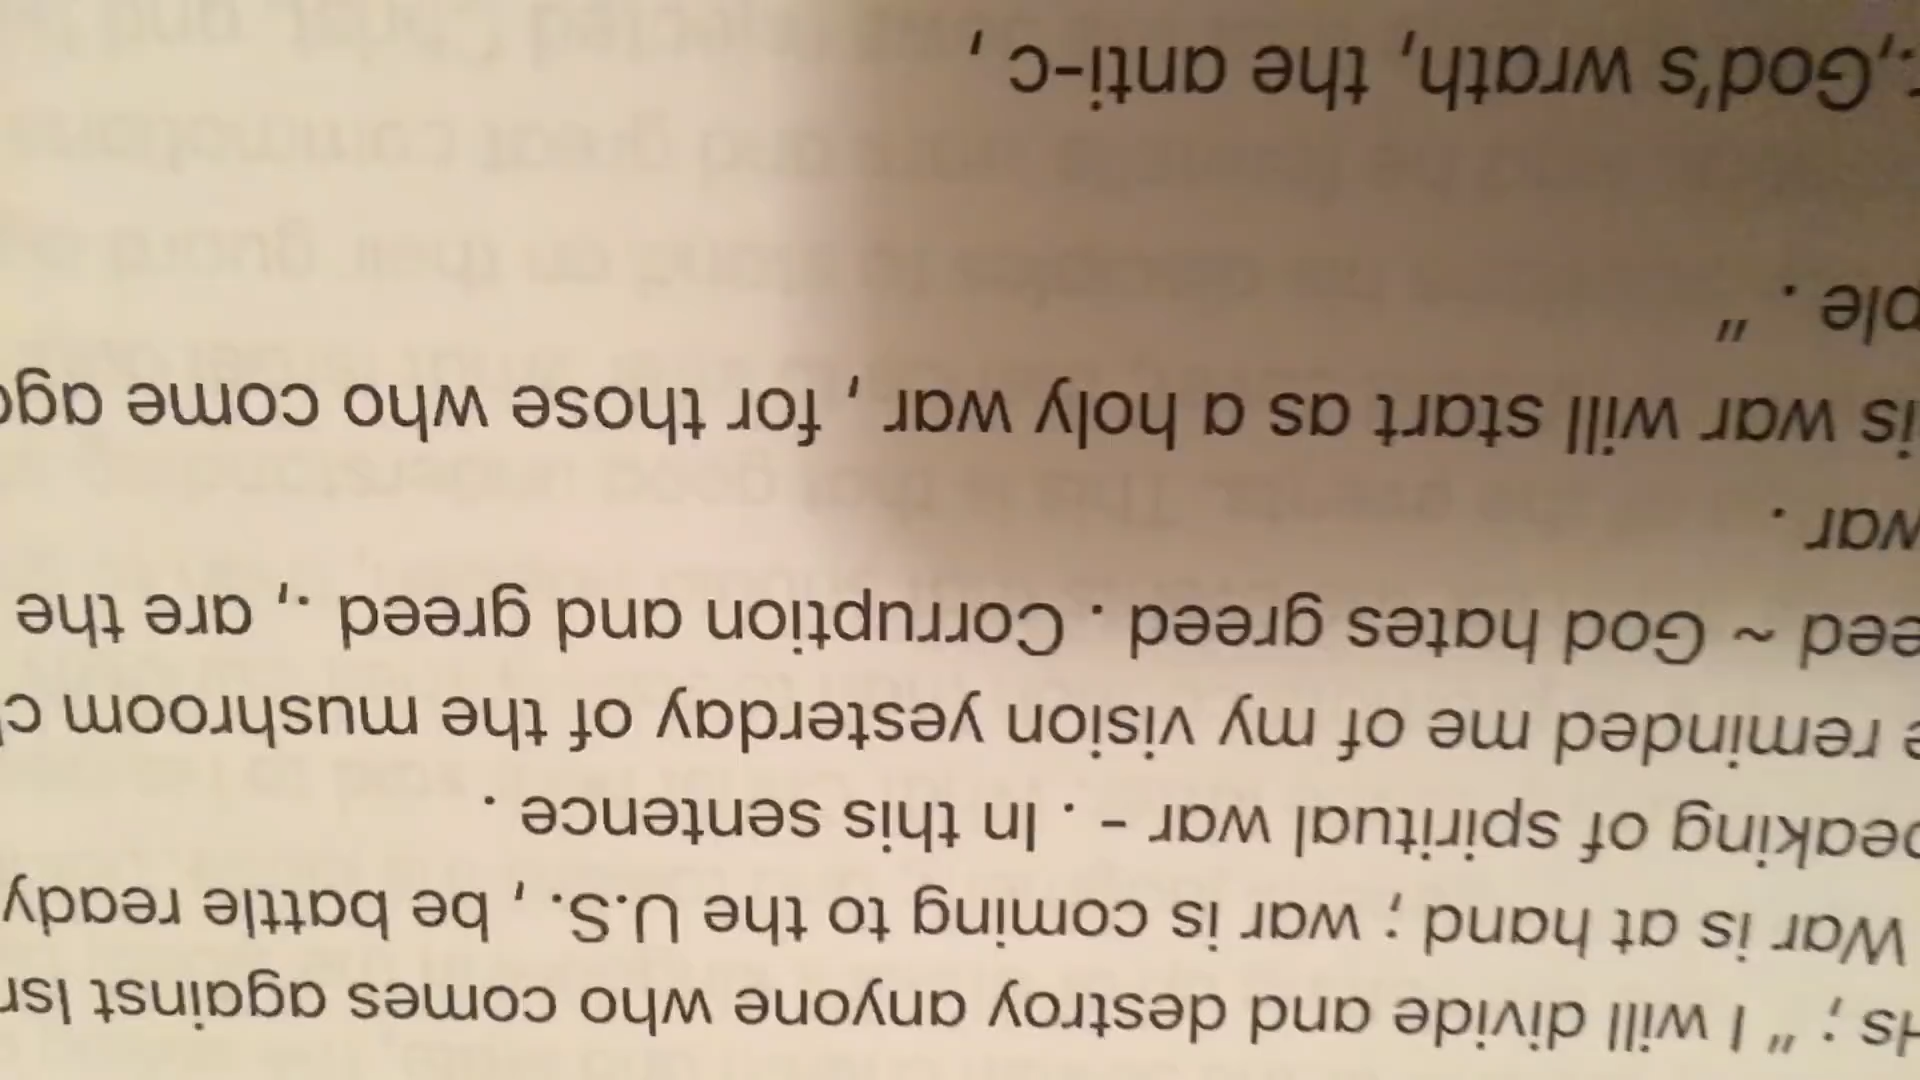 Hs ; " I will divide and destroy anyone who comes against Isr
War is at hand ; war is coming to the U.S. , be battle ready
eaking of spiritual war - . In this sentence .
e reminded me of my vision yesterday of the mushroom c
eed ~ God hates greed . Corruption and greed ., are the
war .
is war will start as a holy war , for those who come aga
ple . "
.,God's wrath, the anti-c ,